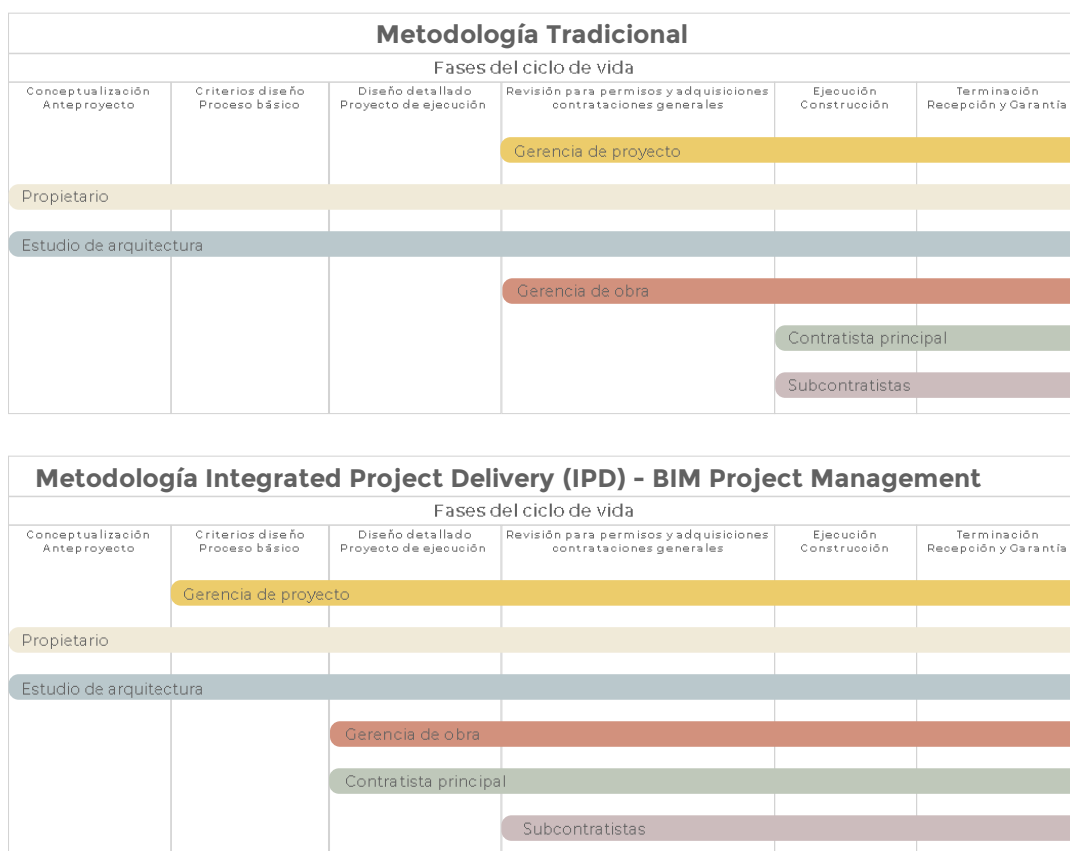 Metodología Tradicional
Fases del ciclo de vida
Conceptualización
Anteproyecto
Criterios diseño
Proceso básico
Diseño detallado
Proyecto de ejecución
Revisión para permisos y adquisiciones
contrataciones generales
Ejecución
Construcción
Terminación
Recepción y Garantía
Gerencia de proyecto
Propietario
Estudio de arquitectura
Gerencia de obra
Contratista principal
Subcontratistas
Metodología Integrated Project Delivery (IPD) - BIM Project Management
Fases del ciclo de vida
Conceptualización
Anteproyecto
Criterios diseño
Proceso básico
Diseño detallado
Proyecto de ejecución
Revisión para permisos y adquisiciones
contrataciones generales
Ejecución
Construcción
Terminación
Recepción y Garantía
Gerencia de proyecto
Propietario
Estudio de arquitectura
Gerencia de obra
Contratista principal
Subcontratistas